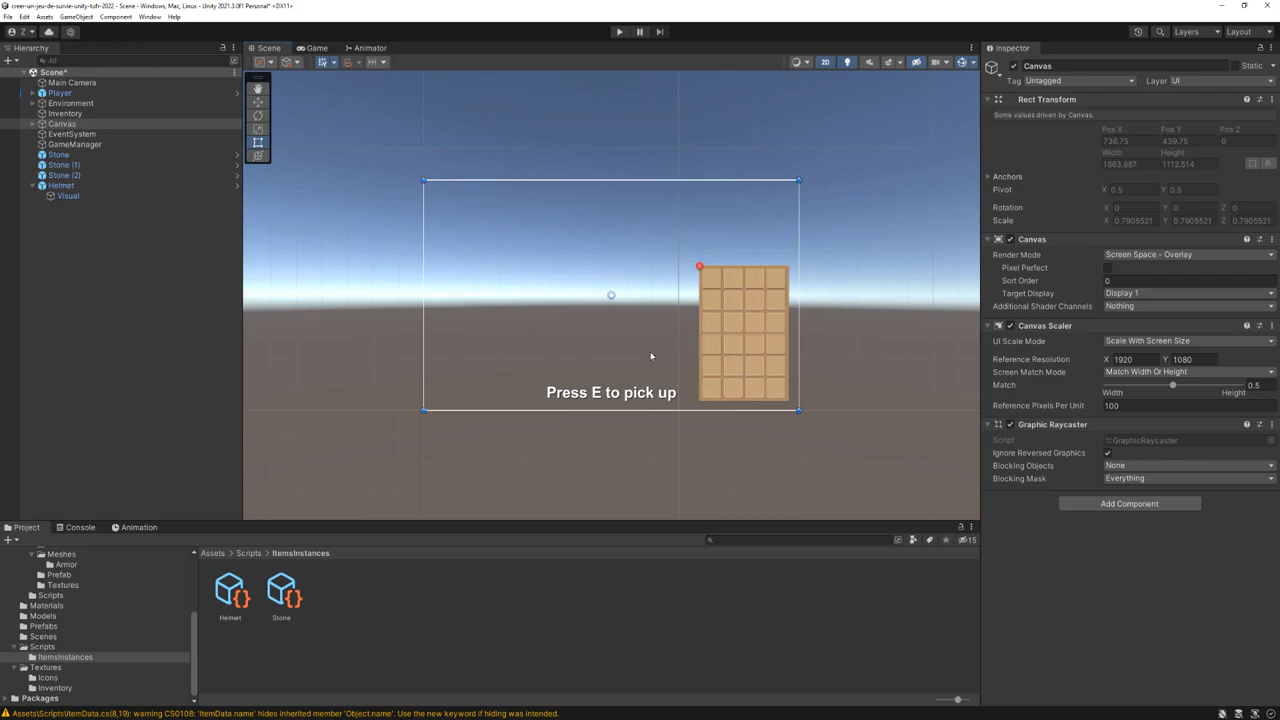 creer-un-jeu-de-survie-unity-tufr-2022 - Scene - Windows, Mac, Linux - Unity 2021.3.0f1 Personal* <DX11>
File Edit Assets GameObject Component Window Help
Z
Layers Layout
Hierarchy
All
Scene*
Main Camera
Player
Environment
Inventory
Canvas
EventSystem
GameManager
Stone
Stone (1)
Stone (2)
Helmet
Visual
Scene Game Animator
2D
Press E to pick up
Inspector
Canvas Static
Tag Untagged Layer UI
Rect Transform
Some values driven by Canvas.
Pos X Pos Y Pos Z
736.75 439.75 0
Width Height
1863.887 1112.514
R
Anchors
Pivot X 0.5 Y 0.5
Rotation X 0 Y 0 Z 0
Scale X 0.7905521 Y 0.7905521 Z 0.7905521
Canvas
Render Mode Screen Space - Overlay
Pixel Perfect
Sort Order 0
Target Display Display 1
Additional Shader Channels Nothing
Canvas Scaler
UI Scale Mode Scale With Screen Size
Reference Resolution X 1920 Y 1080
Screen Match Mode Match Width Or Height
Match 0.5
Width Height
Reference Pixels Per Unit 100
Graphic Raycaster
Script GraphicRaycaster
Ignore Reversed Graphics
Blocking Objects None
Blocking Mask Everything
Add Component
Project Console Animation
15
Meshes
Armor
Prefab
Textures
Scripts
Materials
Models
Prefabs
Scenes
Scripts
ItemsInstances
Textures
Icons
Inventory
Packages
Assets > Scripts > ItemsInstances
Helmet Stone
Assets\Scripts\ItemData.cs(8,19): warning CS0108: 'ItemData.name' hides inherited member 'Object.name'. Use the new keyword if hiding was intended.